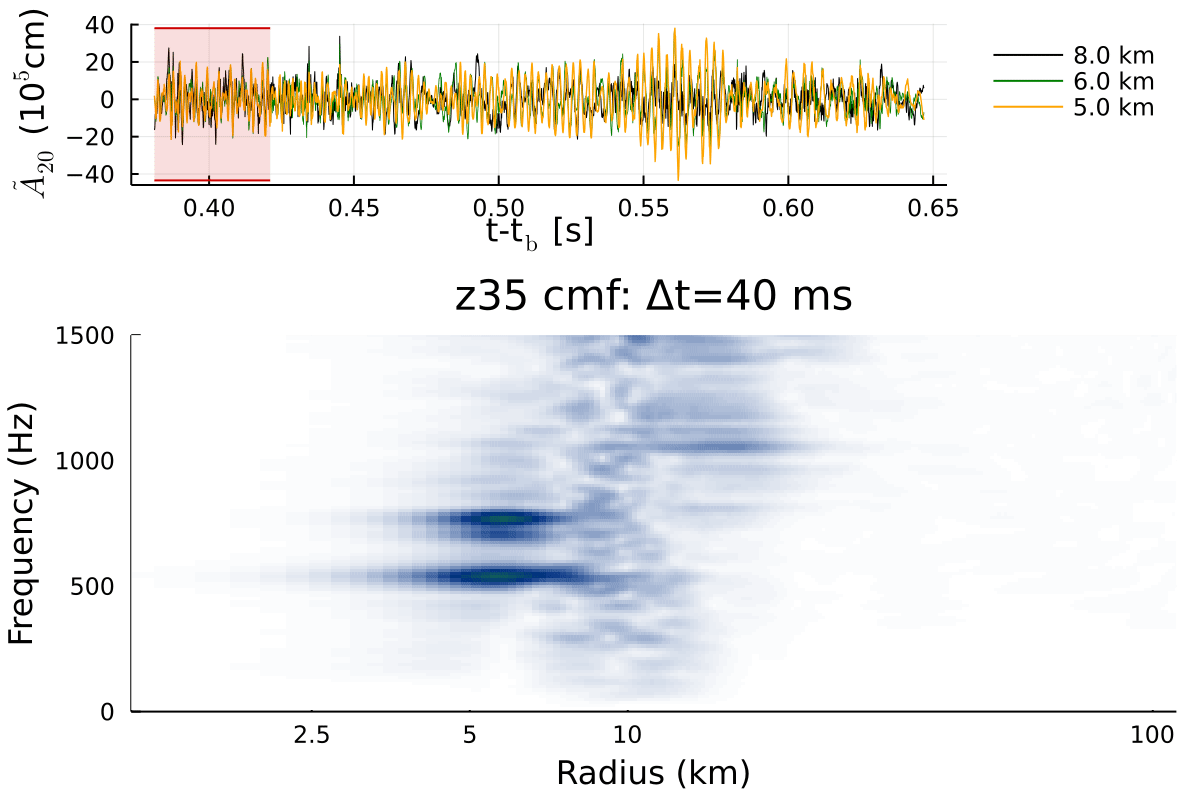 Ã₂₀ (10⁵cm)
40
20
0
−20
−40
0.40 0.45 0.50 0.55 0.60 0.65
t-t_b [s]
8.0 km
6.0 km
5.0 km
z35 cmf: Δt=40 ms
Frequency (Hz)
1500
1000
500
0
2.5 5 10 100
Radius (km)